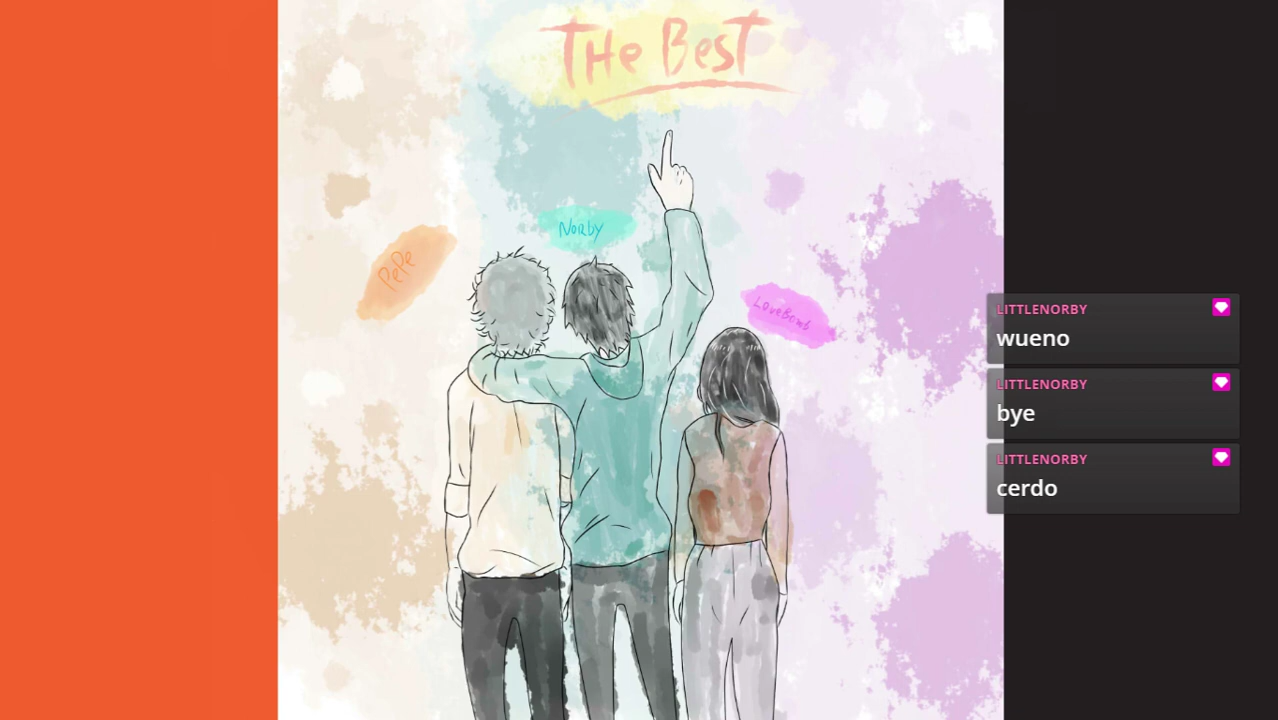 THe BesT
Norby
PePe
LoveBomb
LITTLENORBY
wueno
LITTLENORBY
bye
LITTLENORBY
cerdo